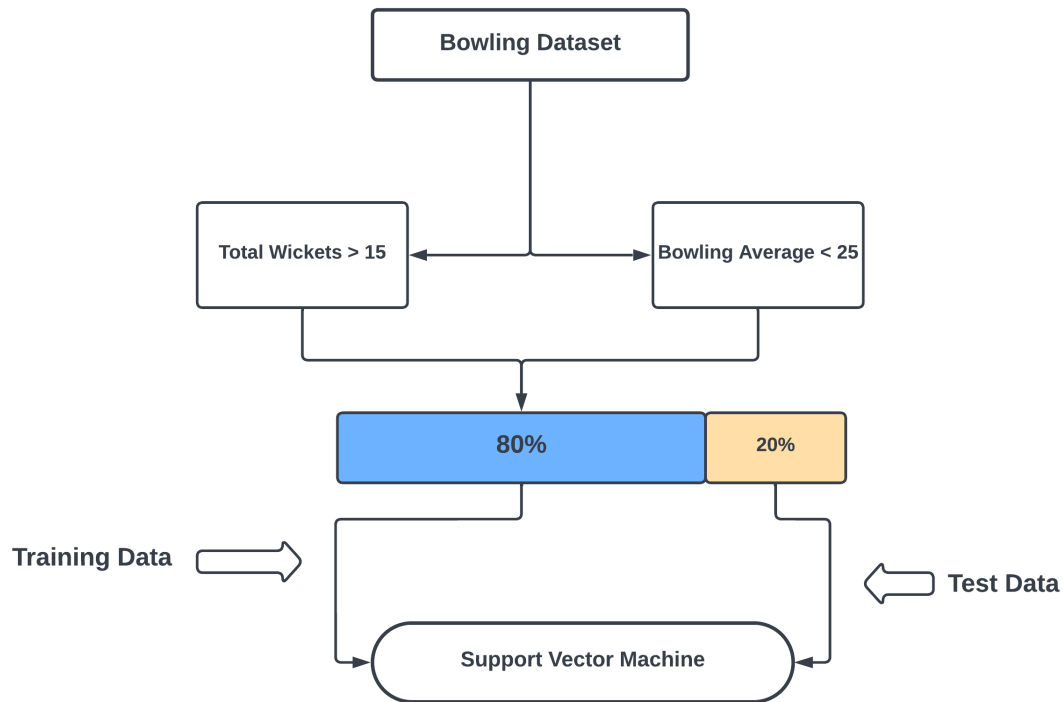 Bowling Dataset
Total Wickets > 15
Bowling Average < 25
80%
20%
Training Data
Test Data
Support Vector Machine